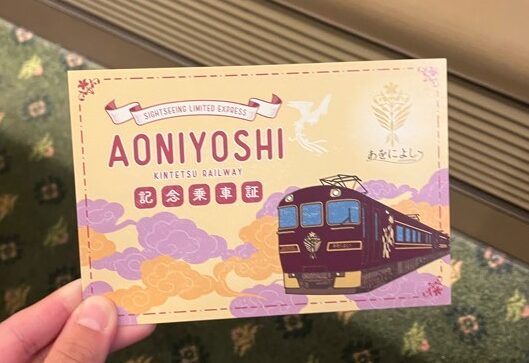 SIGHTSEEING LIMITED EXPRESS
AONIYOSHI
KINTETSU RAILWAY
記念乗車証
あをによし